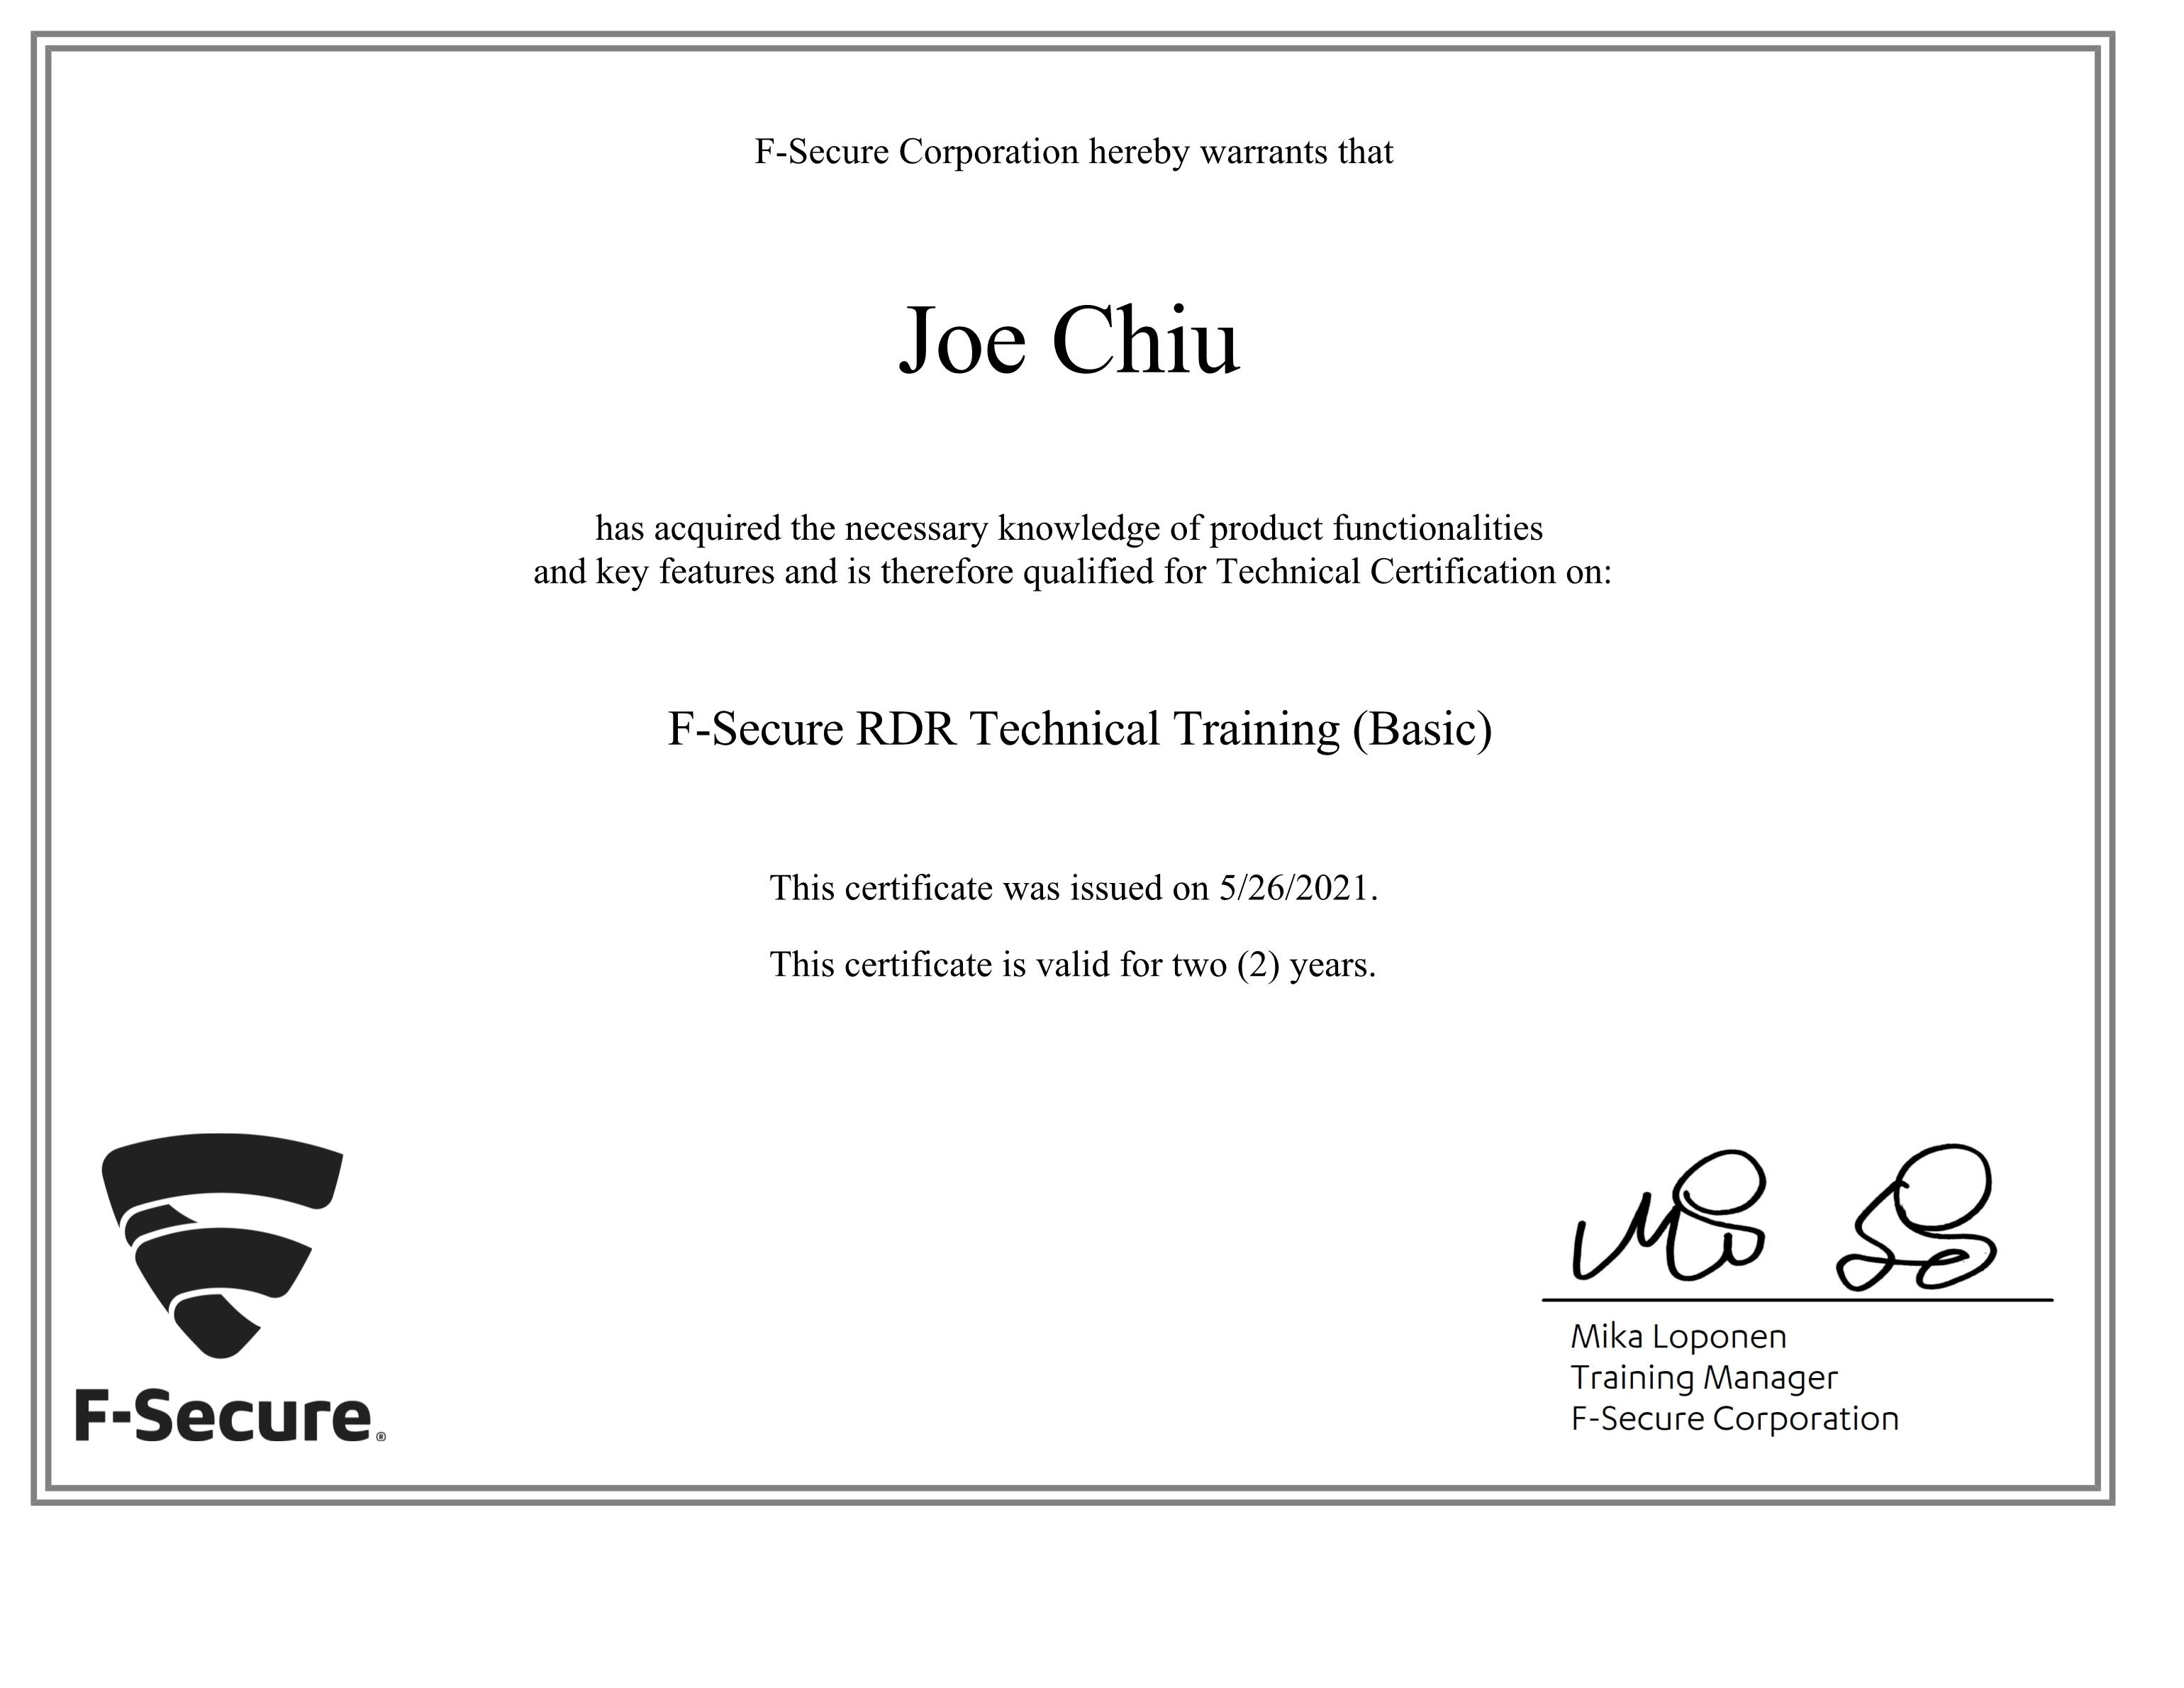 F-Secure Corporation hereby warrants that
Joe Chiu
has acquired the necessary knowledge of product functionalities
and key features and is therefore qualified for Technical Certification on:
F-Secure RDR Technical Training (Basic)
This certificate was issued on 5/26/2021.
This certificate is valid for two (2) years.
F-Secure®
Mika Loponen
Training Manager
F-Secure Corporation